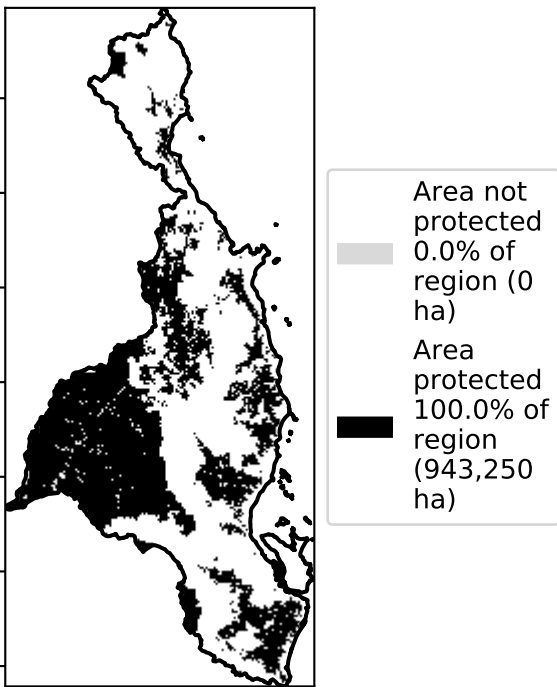 Area not
protected
0.0% of
region (0
ha)
Area
protected
100.0% of
region
(943,250
ha)